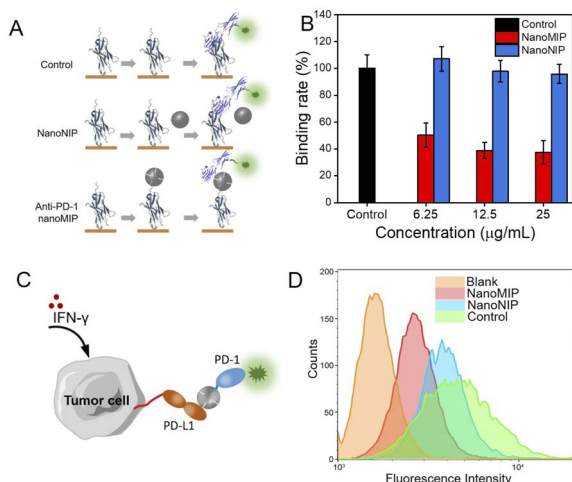 A
Control
NanoNIP
Anti-PD-1
nanoMIP
B
Control
NanoMIP
NanoNIP
Binding rate (%)
140
120
100
80
60
40
20
0
Control
6.25
12.5
25
Concentration (μg/mL)
C
IFN-γ
Tumor cell
PD-1
PD-L1
D
Blank
NanoMIP
NanoNIP
Control
Counts
200
150
100
50
0
10³
10⁴
Fluorescence Intensity